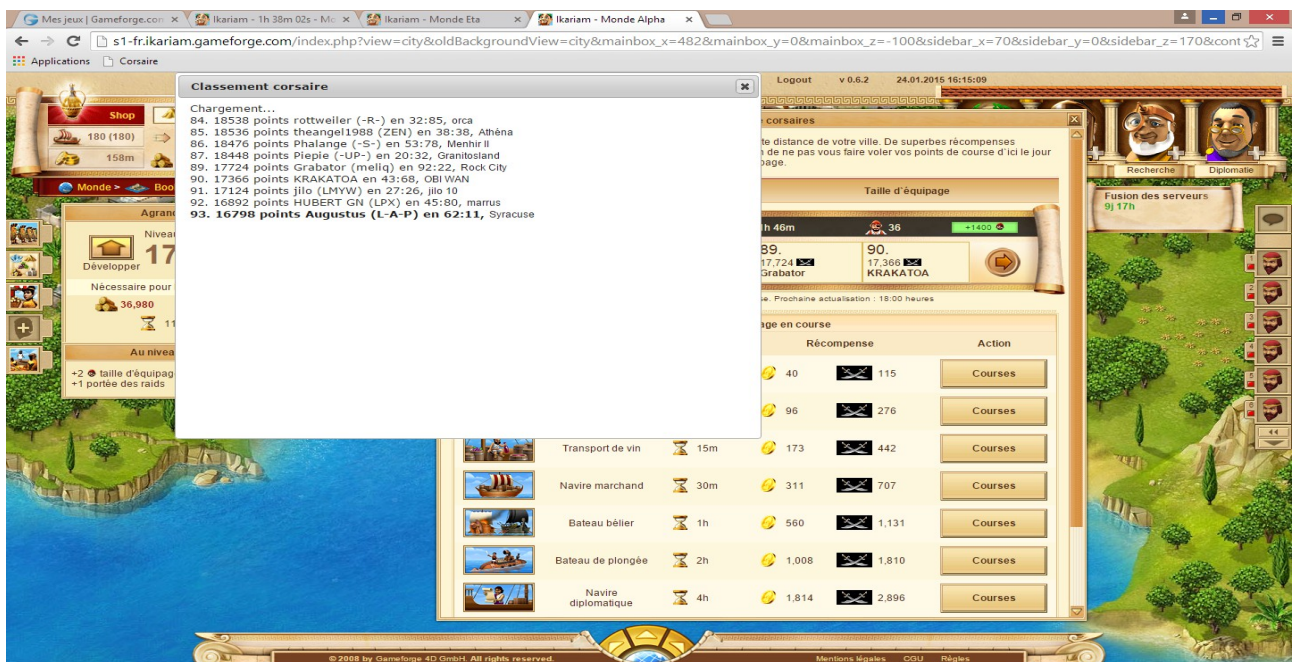 Mes jeux | Gameforge.com
Ikariam - 1h 38m 02s - Mo
Ikariam - Monde Eta
Ikariam - Monde Alpha
s1-fr.ikariam.gameforge.com/index.php?view=city&oldBackgroundView=city&mainbox_x=482&mainbox_y=0&mainbox_z=-100&sidebar_x=70&sidebar_y=0&sidebar_z=170&cont
Applications
Corsaire
Logout
v 0.6.2
24.01.2015 16:15:09
Shop
180 (180)
158m
Monde >
Classement corsaire
Chargement...
84. 18538 points rottweiler (-R-) en 32:85, orca
85. 18536 points theangel1988 (ZEN) en 38:38, Athéna
86. 18476 points Phalange (-S-) en 53:78, Menhir II
87. 18448 points Piepie (-UP-) en 20:32, Granitosland
89. 17724 points Grabator (meliq) en 92:22, Rock City
90. 17366 points KRAKATOA en 43:68, OBI WAN
91. 17124 points jilo (LMYW) en 27:26, jilo 10
92. 16892 points HUBERT GN (LPX) en 45:80, marrus
93. 16798 points Augustus (L-A-P) en 62:11, Syracuse
Développer
17
Nécessaire pour
36,980
11
Au nivea
+2 taille d'équipag
+1 portée des raids
corsaires
te distance de votre ville. De superbes récompenses
de ne pas vous faire voler vos points de course d'ici le jour
Taille d'équipage
1h 46m
36
+1400
89.
17,724
Grabator
90.
17,366
KRAKATOA
se. Prochaine actualisation : 18:00 heures
age en course
Récompense
Action
40
115
Courses
96
276
Courses
Transport de vin
15m
173
442
Courses
Navire marchand
30m
311
707
Courses
Bateau bélier
1h
560
1,131
Courses
Bateau de plongée
2h
1,008
1,810
Courses
Navire
diplomatique
4h
1,814
2,896
Courses
Recherche
Diplomatie
Fusion des serveurs
9j 17h
1
2
3
4
5
6
44
© 2008 by Gameforge 4D GmbH. All rights reserved.
Mentions légales
CGU
Règles